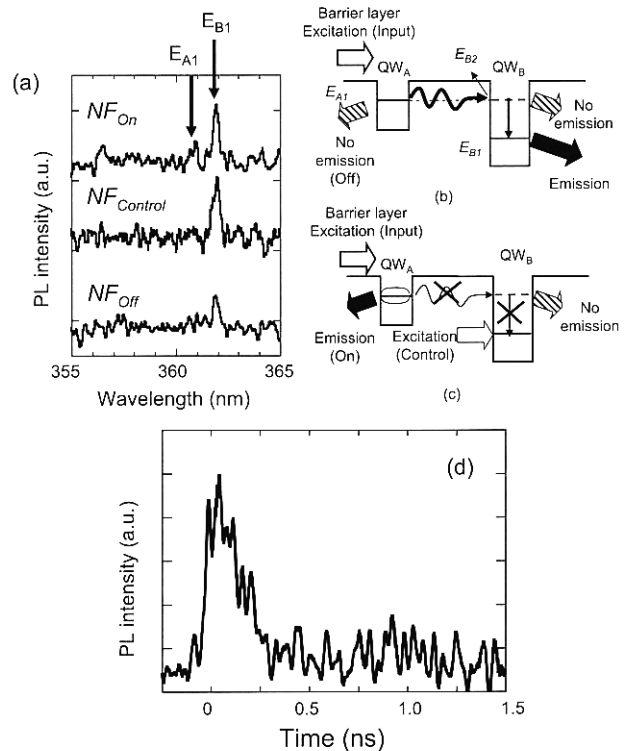 E_A1
E_B1
(a)
NF_On
NF_Control
NF_Off
PL intensity (a.u.)
355
360
365
Wavelength (nm)
Barrier layer
Excitation (Input)
QW_A
E_B2
QW_B
E_A1
No
emission
(Off)
E_B1
No
emission
Emission
(b)
Barrier layer
Excitation (Input)
QW_A
QW_B
Emission
(On)
Excitation
(Control)
No
emission
(c)
(d)
PL intensity (a.u.)
0
0.5
1.0
1.5
Time (ns)